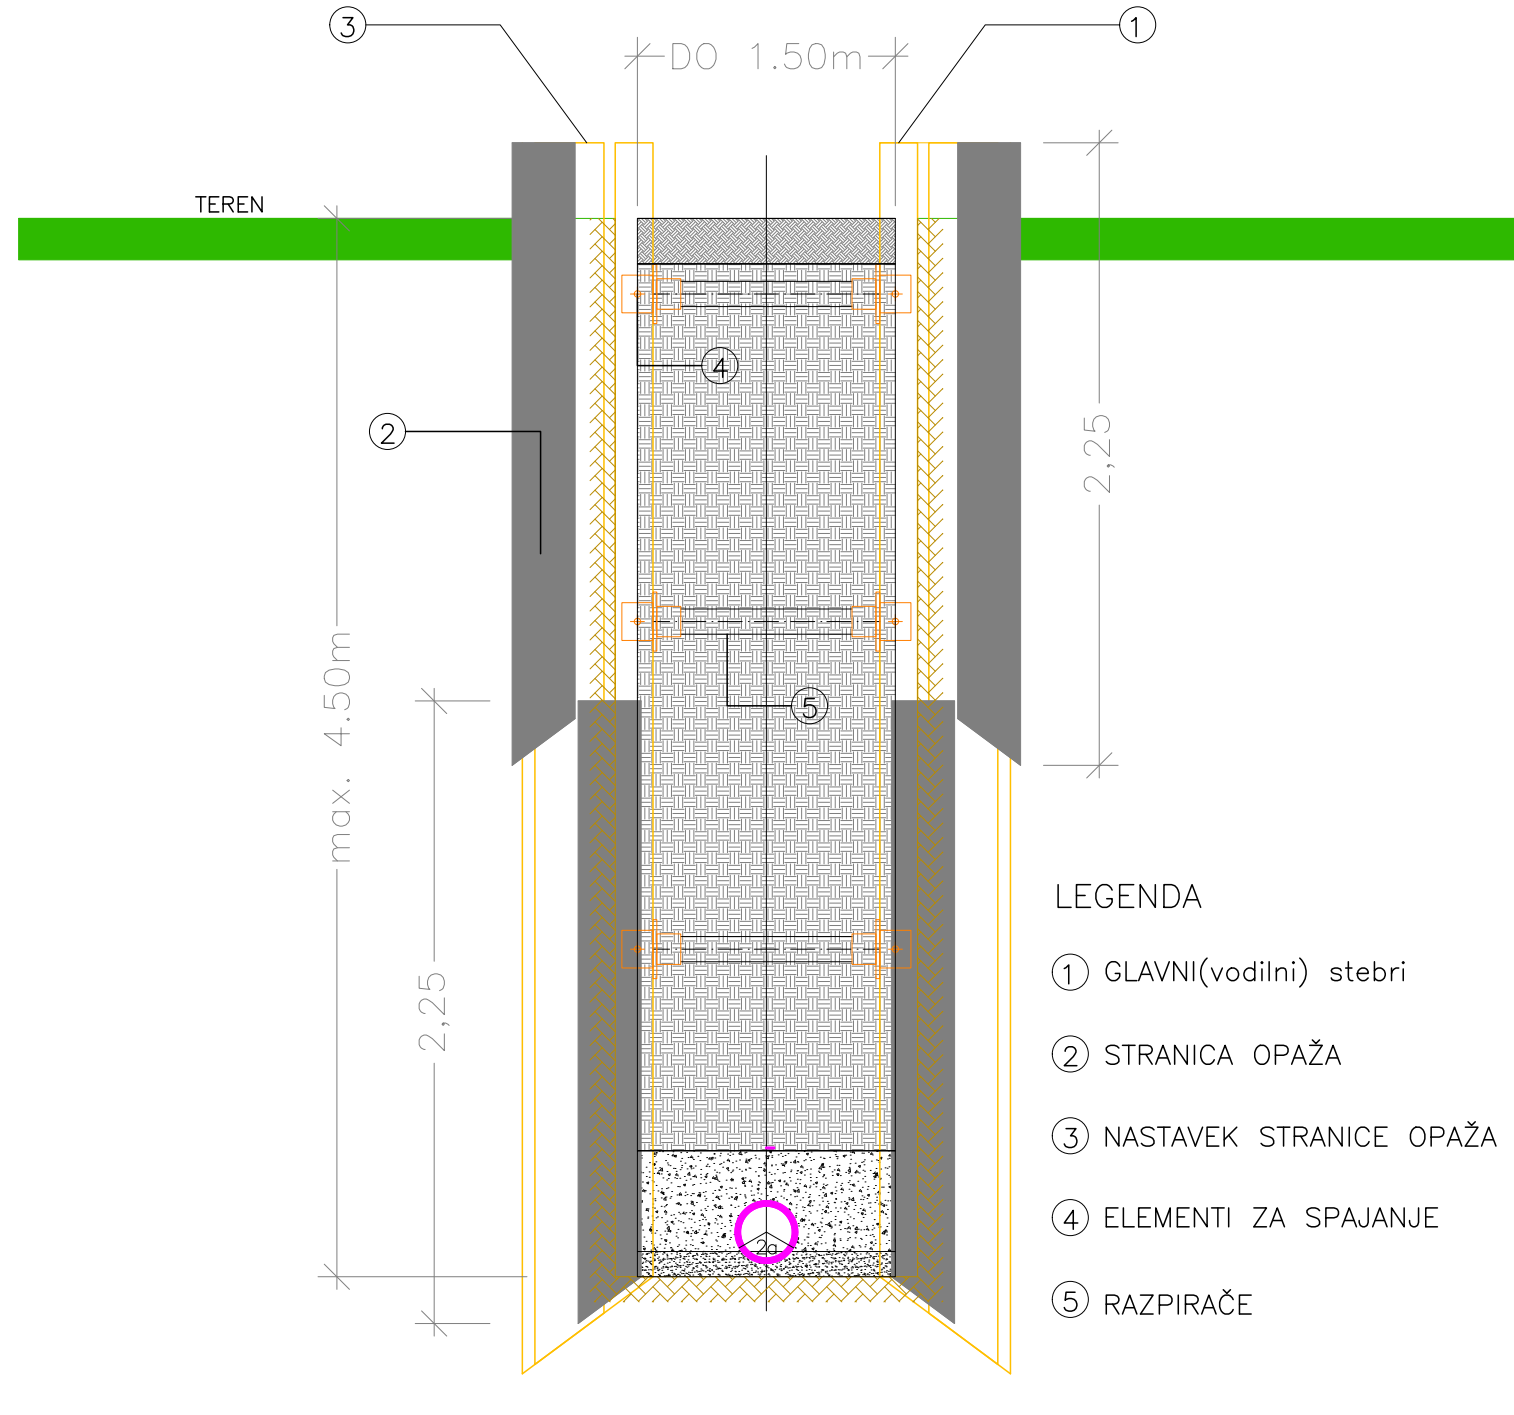 3
DO 1.50m
1
TEREN
4
2
2,25
max. 4.50m
5
2,25
2a
LEGENDA
1 GLAVNI(vodilni) stebri
2 STRANICA OPAŽA
3 NASTAVEK STRANICE OPAŽA
4 ELEMENTI ZA SPAJANJE
5 RAZPIRAČE